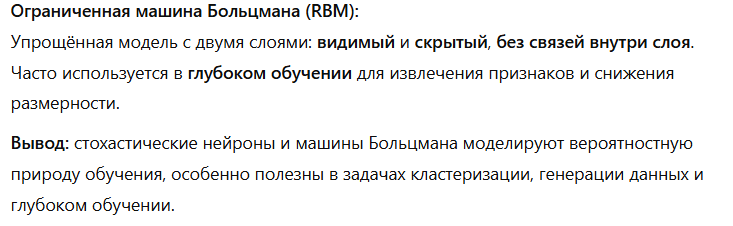 Ограниченная машина Больцмана (RBM):
Упрощённая модель с двумя слоями: видимый и скрытый, без связей внутри слоя.
Часто используется в глубоком обучении для извлечения признаков и снижения
размерности.
Вывод: стохастические нейроны и машины Больцмана моделируют вероятностную
природу обучения, особенно полезны в задачах кластеризации, генерации данных и
глубоком обучении.